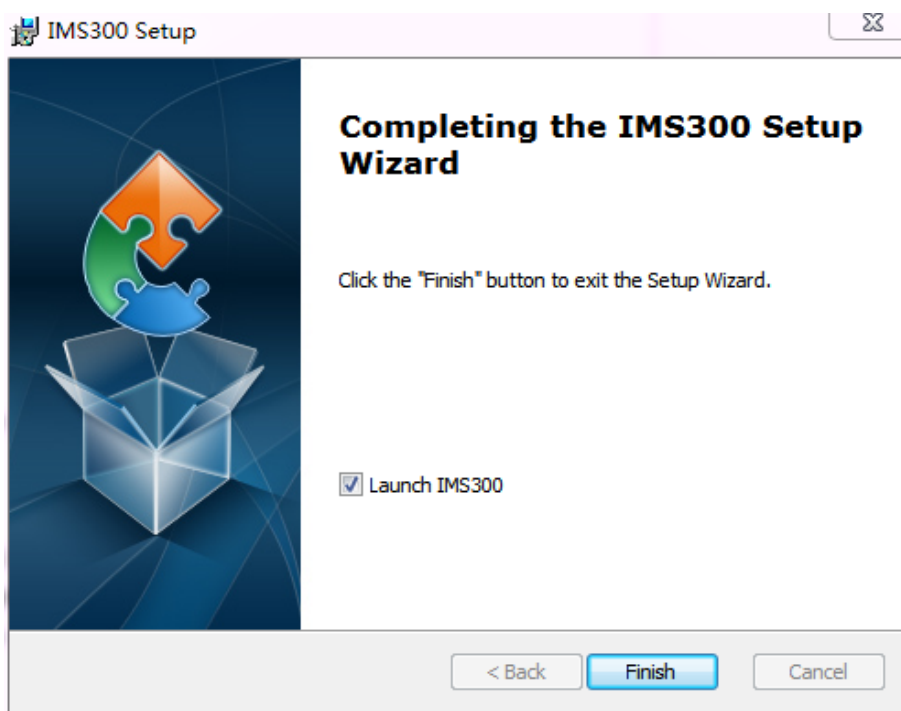 IMS300 Setup
Completing the IMS300 Setup
Wizard
Click the "Finish" button to exit the Setup Wizard.
Launch IMS300
< Back
Finish
Cancel